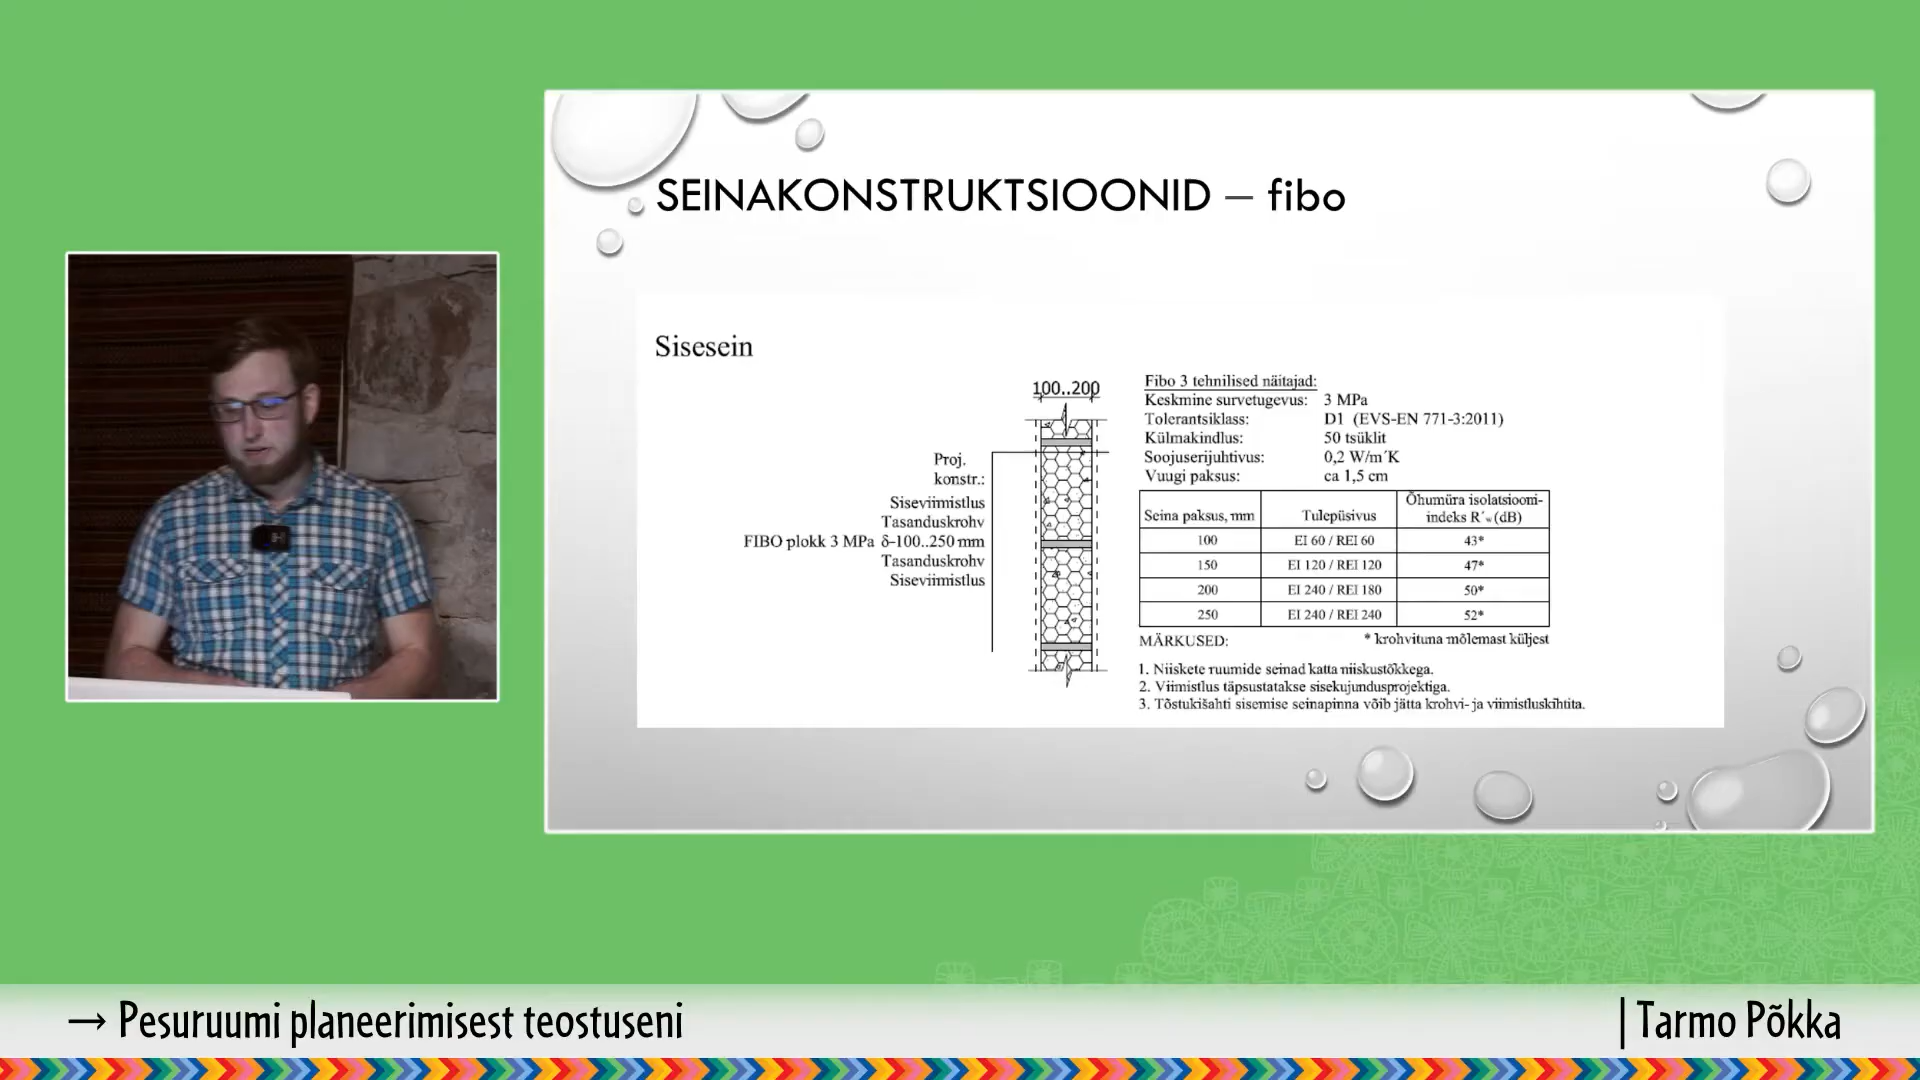 SEINAKONSTRUKTSIOONID – fibo
Sisesein
100..200
Proj.
konstr.:
Siseviimistlus
Tasanduskrohv
FIBO plokk 3 MPa δ-100..250 mm
Tasanduskrohv
Siseviimistlus
Fibo 3 tehnilised näitajad:
Keskmine survetugevus: 3 MPa
Tolerantsiklass: D1 (EVS-EN 771-3:2011)
Külmakindlus: 50 tsüklit
Soojuserijuhtivus: 0,2 W/m´K
Vuugi paksus: ca 1,5 cm
Seina paksus, mm Tulepüsivus Õhumüra isolatsiooni-
indeks R´w (dB)
100 EI 60 / REI 60 43*
150 EI 120 / REI 120 47*
200 EI 240 / REI 180 50*
250 EI 240 / REI 240 52*
MÄRKUSED: * krohvituna mõlemast küljest
1. Niiskete ruumide seinad katta niiskustõkkega.
2. Viimistlus täpsustatakse sisekujundusprojektiga.
3. Tõstukišahti sisemise seinapinna võib jätta krohvi- ja viimistluskihtita.
→ Pesuruumi planeerimisest teostuseni
| Tarmo Põkka